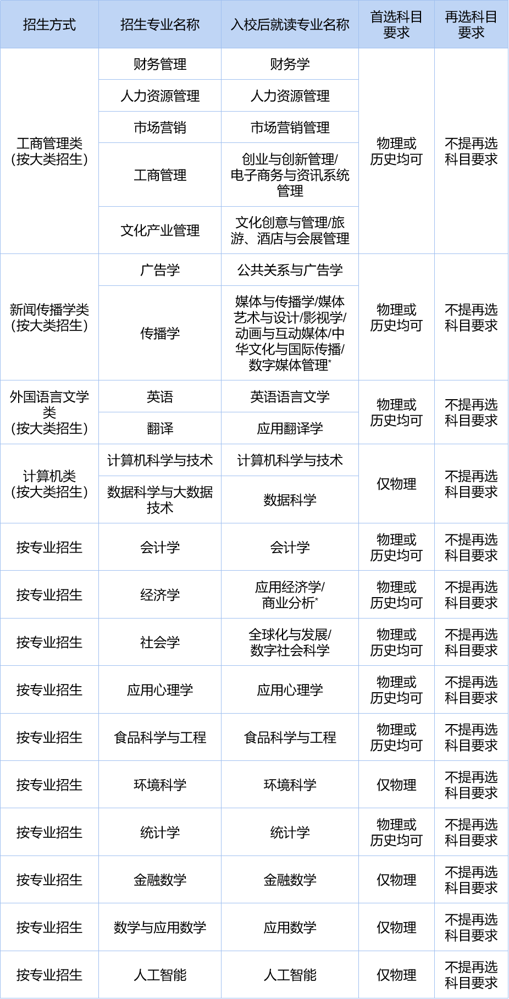 招生方式
招生专业名称
入校后就读专业名称
首选科目
要求
再选科目
要求
工商管理类
（按大类招生）
财务管理
财务学
人力资源管理
人力资源管理
市场营销
市场营销管理
工商管理
创业与创新管理/
电子商务与资讯系统
管理
文化产业管理
文化创意与管理/旅
游、酒店与会展管理
物理或
历史均可
不提再选
科目要求
新闻传播学类
（按大类招生）
广告学
公共关系与广告学
传播学
媒体与传播学/媒体
艺术与设计/影视学/
动画与互动媒体/中
华文化与国际传播/
数字媒体管理*
物理或
历史均可
不提再选
科目要求
外国语言文学
类
（按大类招生）
英语
英语语言文学
翻译
应用翻译学
物理或
历史均可
不提再选
科目要求
计算机类
（按大类招生）
计算机科学与技术
计算机科学与技术
数据科学与大数据
技术
数据科学
仅物理
不提再选
科目要求
按专业招生
会计学
会计学
物理或
历史均可
不提再选
科目要求
按专业招生
经济学
应用经济学/
商业分析*
物理或
历史均可
不提再选
科目要求
按专业招生
社会学
全球化与发展/
数字社会科学
物理或
历史均可
不提再选
科目要求
按专业招生
应用心理学
应用心理学
物理或
历史均可
不提再选
科目要求
按专业招生
食品科学与工程
食品科学与工程
物理或
历史均可
不提再选
科目要求
按专业招生
环境科学
环境科学
仅物理
不提再选
科目要求
按专业招生
统计学
统计学
物理或
历史均可
不提再选
科目要求
按专业招生
金融数学
金融数学
仅物理
不提再选
科目要求
按专业招生
数学与应用数学
应用数学
仅物理
不提再选
科目要求
按专业招生
人工智能
人工智能
仅物理
不提再选
科目要求